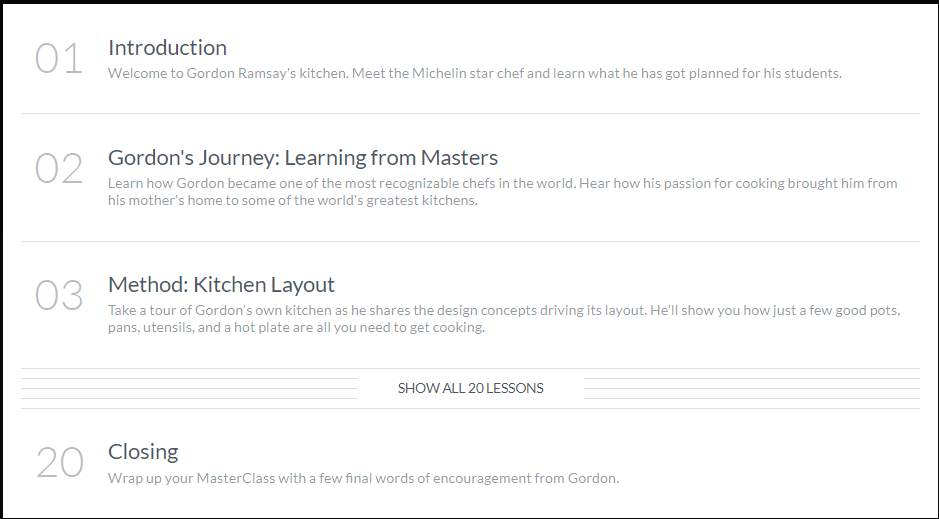 01
Introduction
Welcome to Gordon Ramsay's kitchen. Meet the Michelin star chef and learn what he has got planned for his students.
02
Gordon's Journey: Learning from Masters
Learn how Gordon became one of the most recognizable chefs in the world. Hear how his passion for cooking brought him from
his mother's home to some of the world's greatest kitchens.
03
Method: Kitchen Layout
Take a tour of Gordon's own kitchen as he shares the design concepts driving its layout. He'll show you how just a few good pots,
pans, utensils, and a hot plate are all you need to get cooking.
SHOW ALL 20 LESSONS
20
Closing
Wrap up your MasterClass with a few final words of encouragement from Gordon.